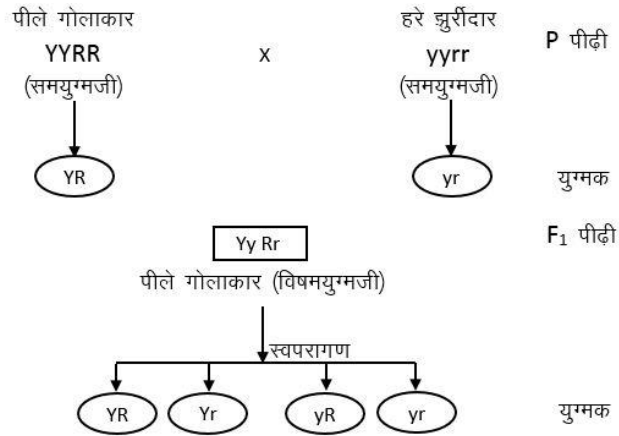 पीले गोलाकार हरे झुर्रीदार
YYRR X yyrr P पीढ़ी
(समयुग्मजी) (समयुग्मजी)
YR yr युग्मक
Yy Rr F₁ पीढ़ी
पीले गोलाकार (विषमयुग्मजी)
स्वपरागण
YR Yr yR yr युग्मक